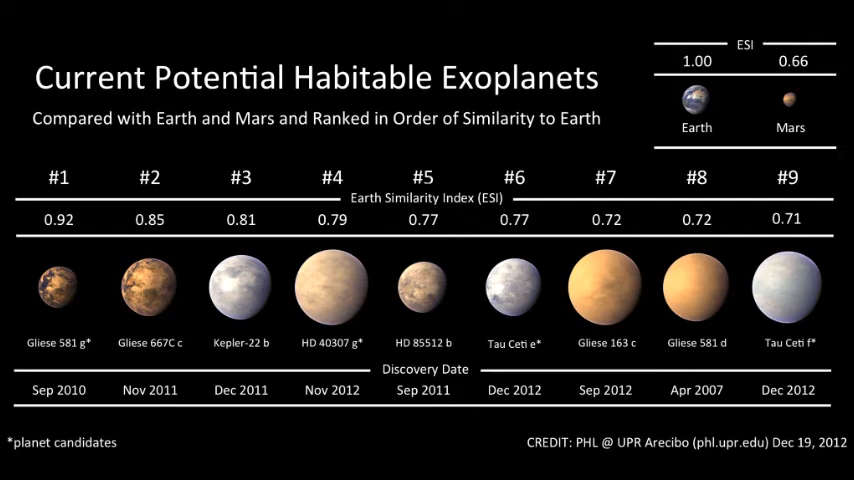 ESI
1.00 0.66
Current Potential Habitable Exoplanets
Compared with Earth and Mars and Ranked in Order of Similarity to Earth
Earth Mars
#1 #2 #3 #4 #5 #6 #7 #8 #9
Earth Similarity Index (ESI)
0.92 0.85 0.81 0.79 0.77 0.77 0.72 0.72 0.71
Gliese 581 g* Gliese 667C c Kepler-22 b HD 40307 g* HD 85512 b Tau Ceti e* Gliese 163 c Gliese 581 d Tau Ceti f*
Discovery Date
Sep 2010 Nov 2011 Dec 2011 Nov 2012 Sep 2011 Dec 2012 Sep 2012 Apr 2007 Dec 2012
*planet candidates
CREDIT: PHL @ UPR Arecibo (phl.upr.edu) Dec 19, 2012